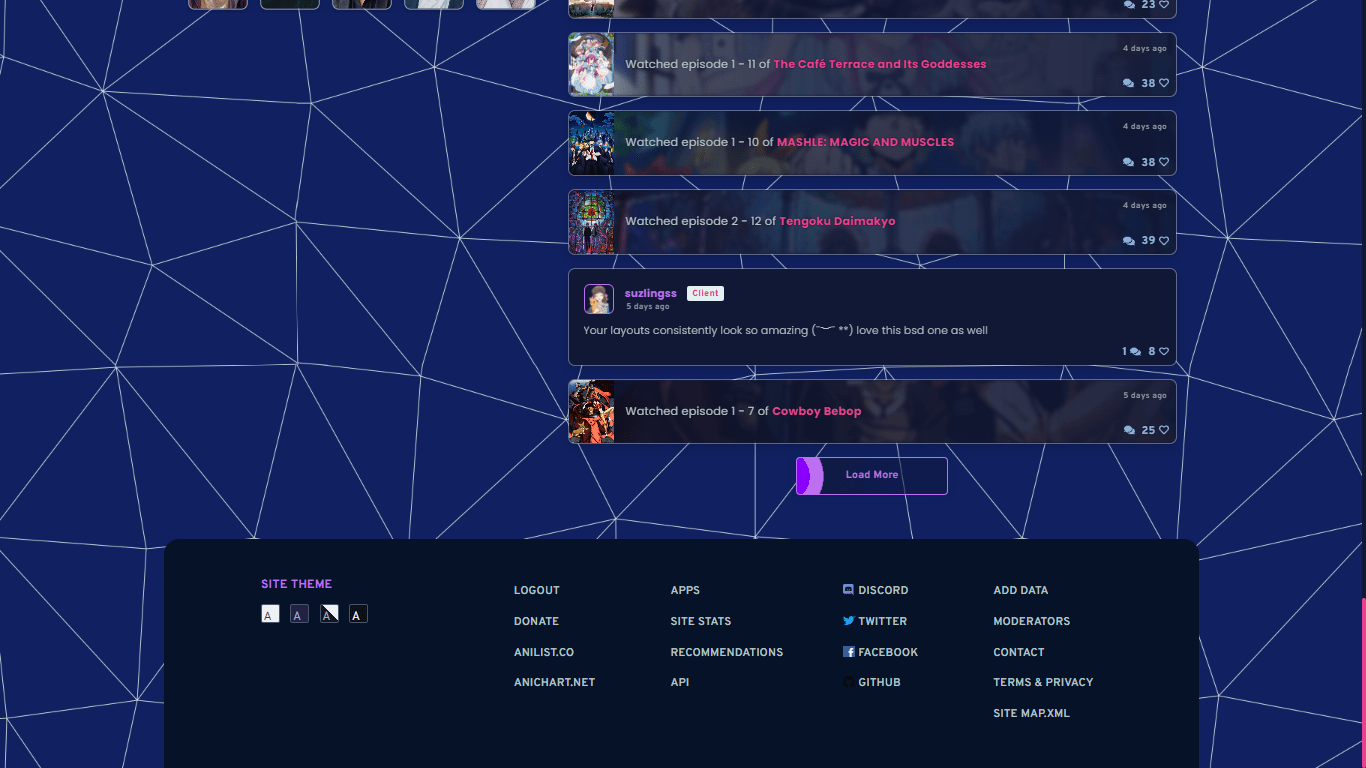 23
4 days ago
Watched episode 1 - 11 of The Café Terrace and Its Goddesses
38
4 days ago
Watched episode 1 - 10 of MASHLE: MAGIC AND MUSCLES
38
4 days ago
Watched episode 2 - 12 of Tengoku Daimakyo
39
suzlingss Client
5 days ago
Your layouts consistently look so amazing (˘︶˘ **) love this bsd one as well
1 8
5 days ago
Watched episode 1 - 7 of Cowboy Bebop
25
Load More
SITE THEME
A A A A
LOGOUT
DONATE
ANILIST.CO
ANICHART.NET
APPS
SITE STATS
RECOMMENDATIONS
API
DISCORD
TWITTER
FACEBOOK
GITHUB
ADD DATA
MODERATORS
CONTACT
TERMS & PRIVACY
SITE MAP.XML